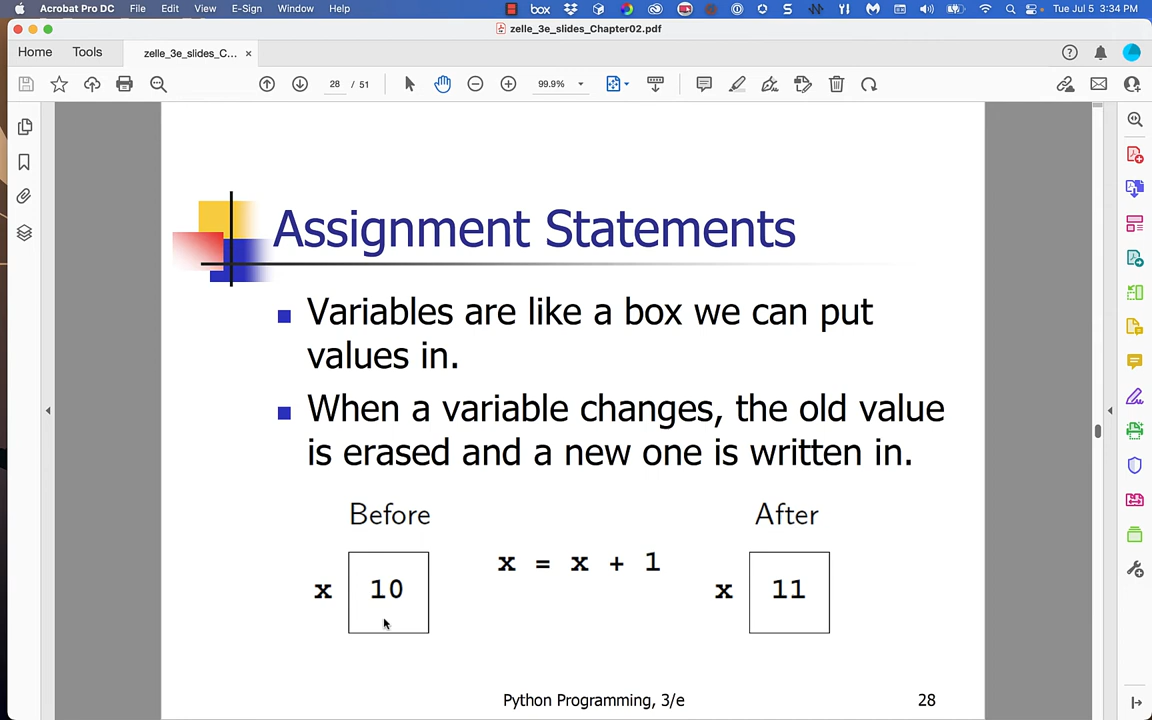 Acrobat Pro DC File Edit View E-Sign Window Help box Tue Jul 5 3:34 PM
zelle_3e_slides_Chapter02.pdf
Home Tools zelle_3e_slides_C... ×
28 / 51 99.9%
Assignment Statements
Variables are like a box we can put
values in.
When a variable changes, the old value
is erased and a new one is written in.
Before After
x = x + 1
x 10 x 11
Python Programming, 3/e 28